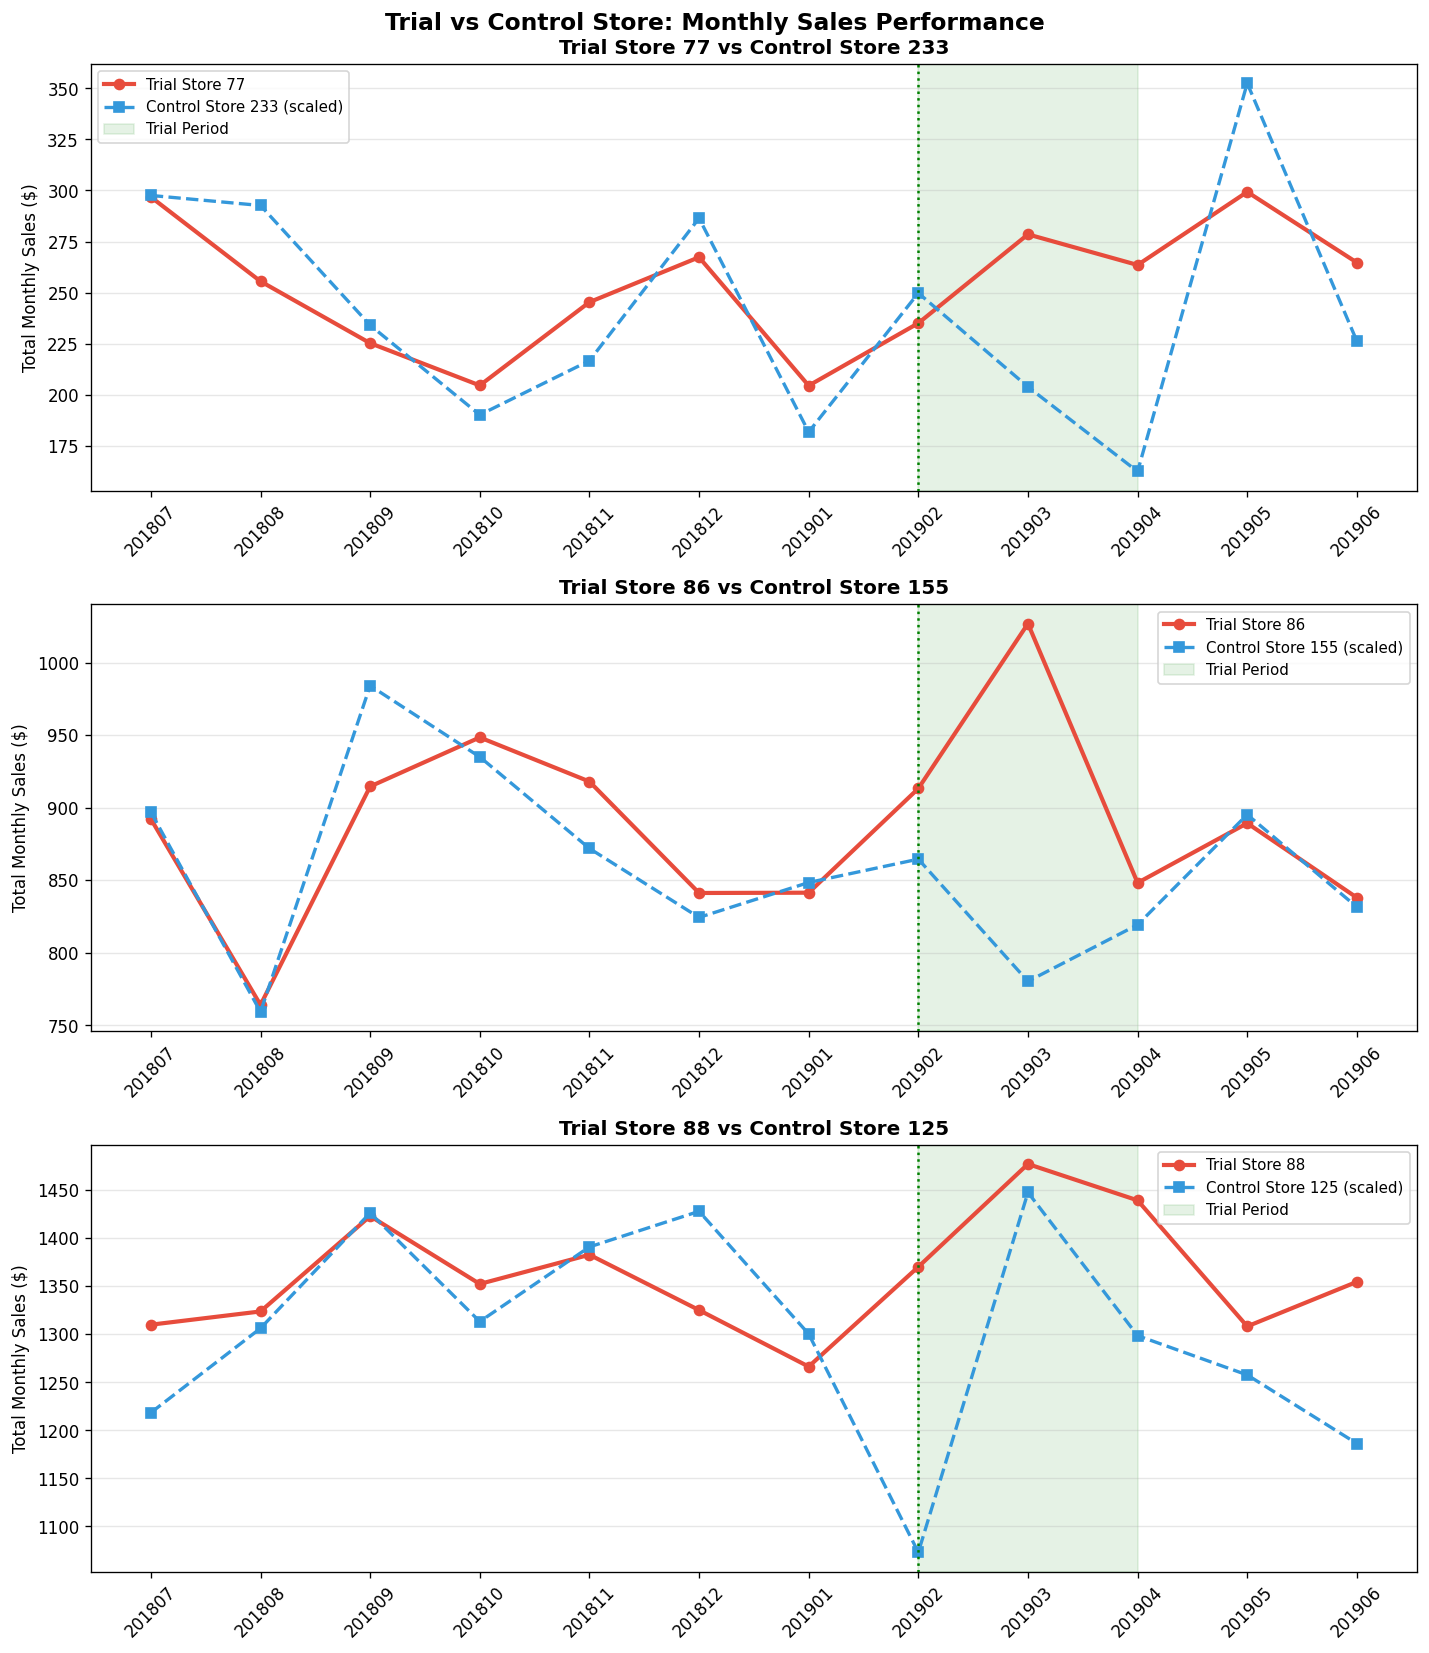 Trial vs Control Store: Monthly Sales Performance
Trial Store 77 vs Control Store 233
Trial Store 77
Control Store 233 (scaled)
Trial Period
Total Monthly Sales ($)
350
325
300
275
250
225
200
175
201807 201808 201809 201810 201811 201812 201901 201902 201903 201904 201905 201906
Trial Store 86 vs Control Store 155
Trial Store 86
Control Store 155 (scaled)
Trial Period
Total Monthly Sales ($)
1000
950
900
850
800
750
201807 201808 201809 201810 201811 201812 201901 201902 201903 201904 201905 201906
Trial Store 88 vs Control Store 125
Trial Store 88
Control Store 125 (scaled)
Trial Period
Total Monthly Sales ($)
1450
1400
1350
1300
1250
1200
1150
1100
201807 201808 201809 201810 201811 201812 201901 201902 201903 201904 201905 201906